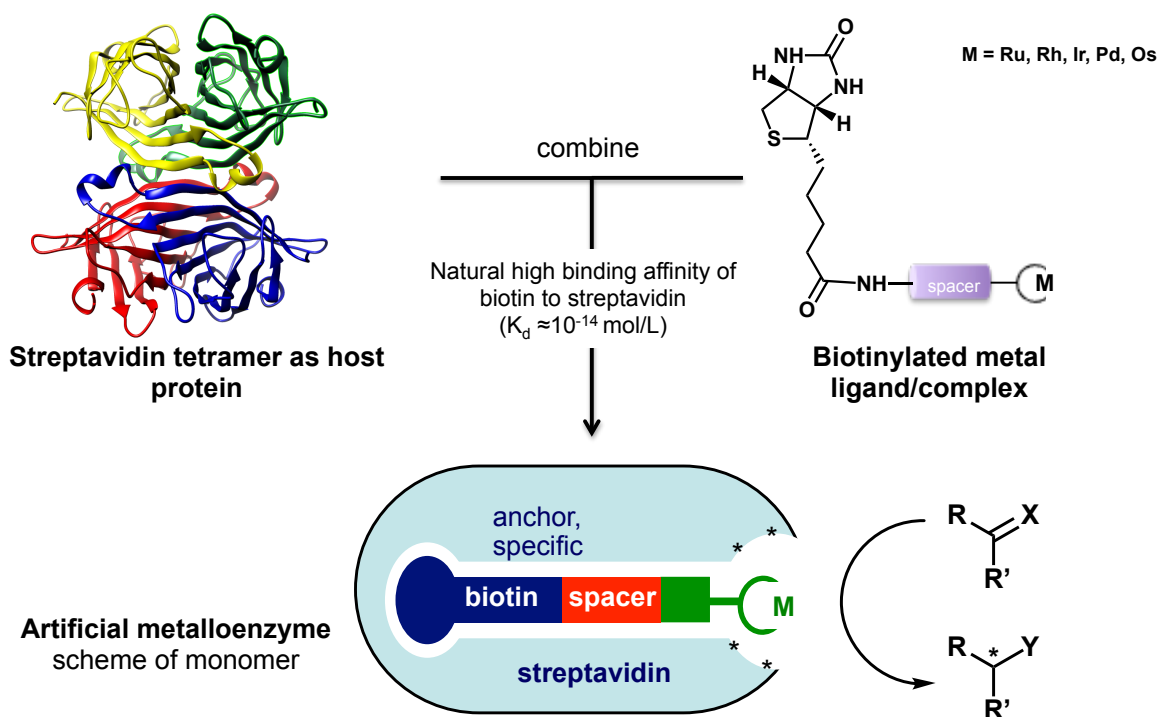 M = Ru, Rh, Ir, Pd, Os
O
NH
H
NH
H
S
combine
Natural high binding affinity of
biotin to streptavidin
(Kd ≈10-14 mol/L)
NH
spacer
M
O
Streptavidin tetramer as host
protein
Biotinylated metal
ligand/complex
anchor,
specific
* *
biotin spacer M
* *
streptavidin
Artificial metalloenzyme
scheme of monomer
R X
R'
R * Y
R'